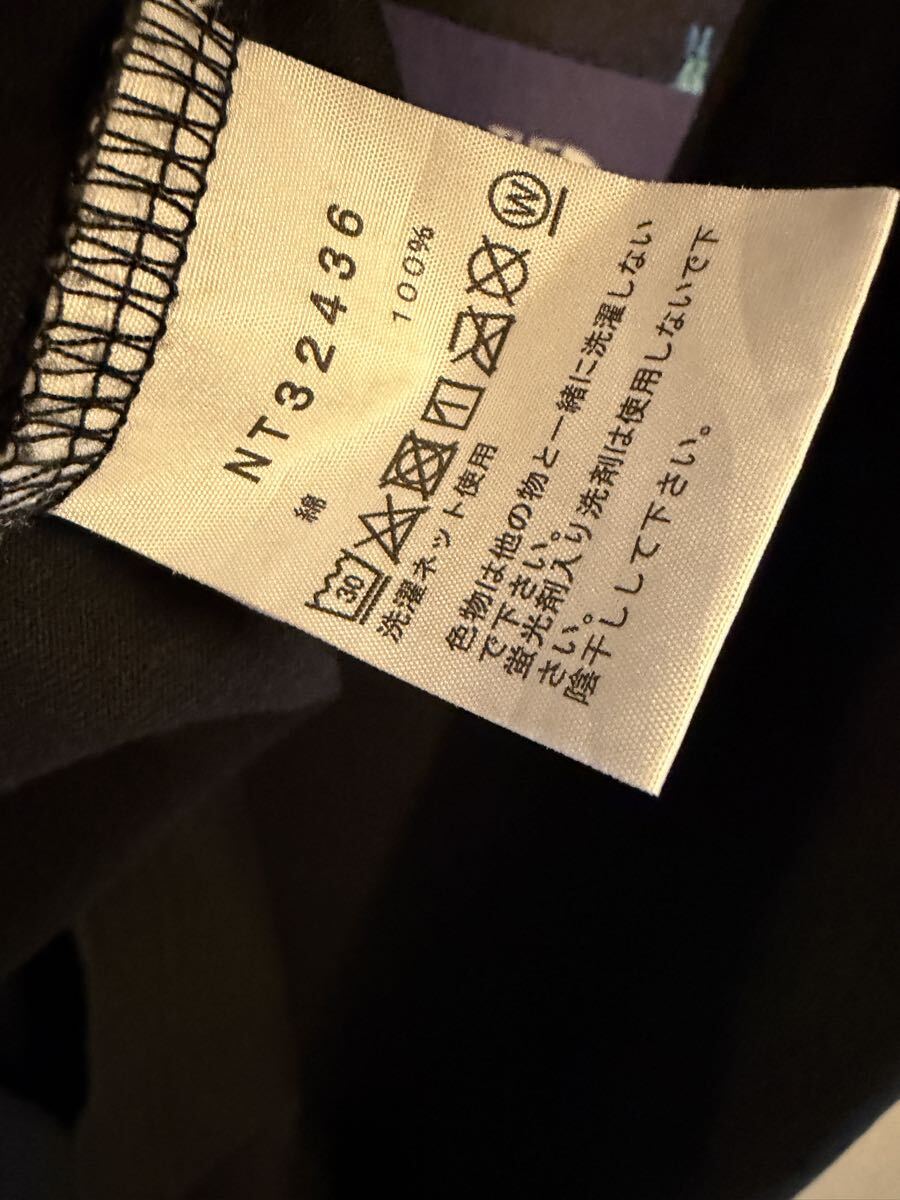 NT32436
綿 100%
30
W
洗濯ネット使用
色物は他の物と一緒に洗濯しない
で下さい。
蛍光剤入り洗剤は使用しないで下
さい。
陰干しして下さい。